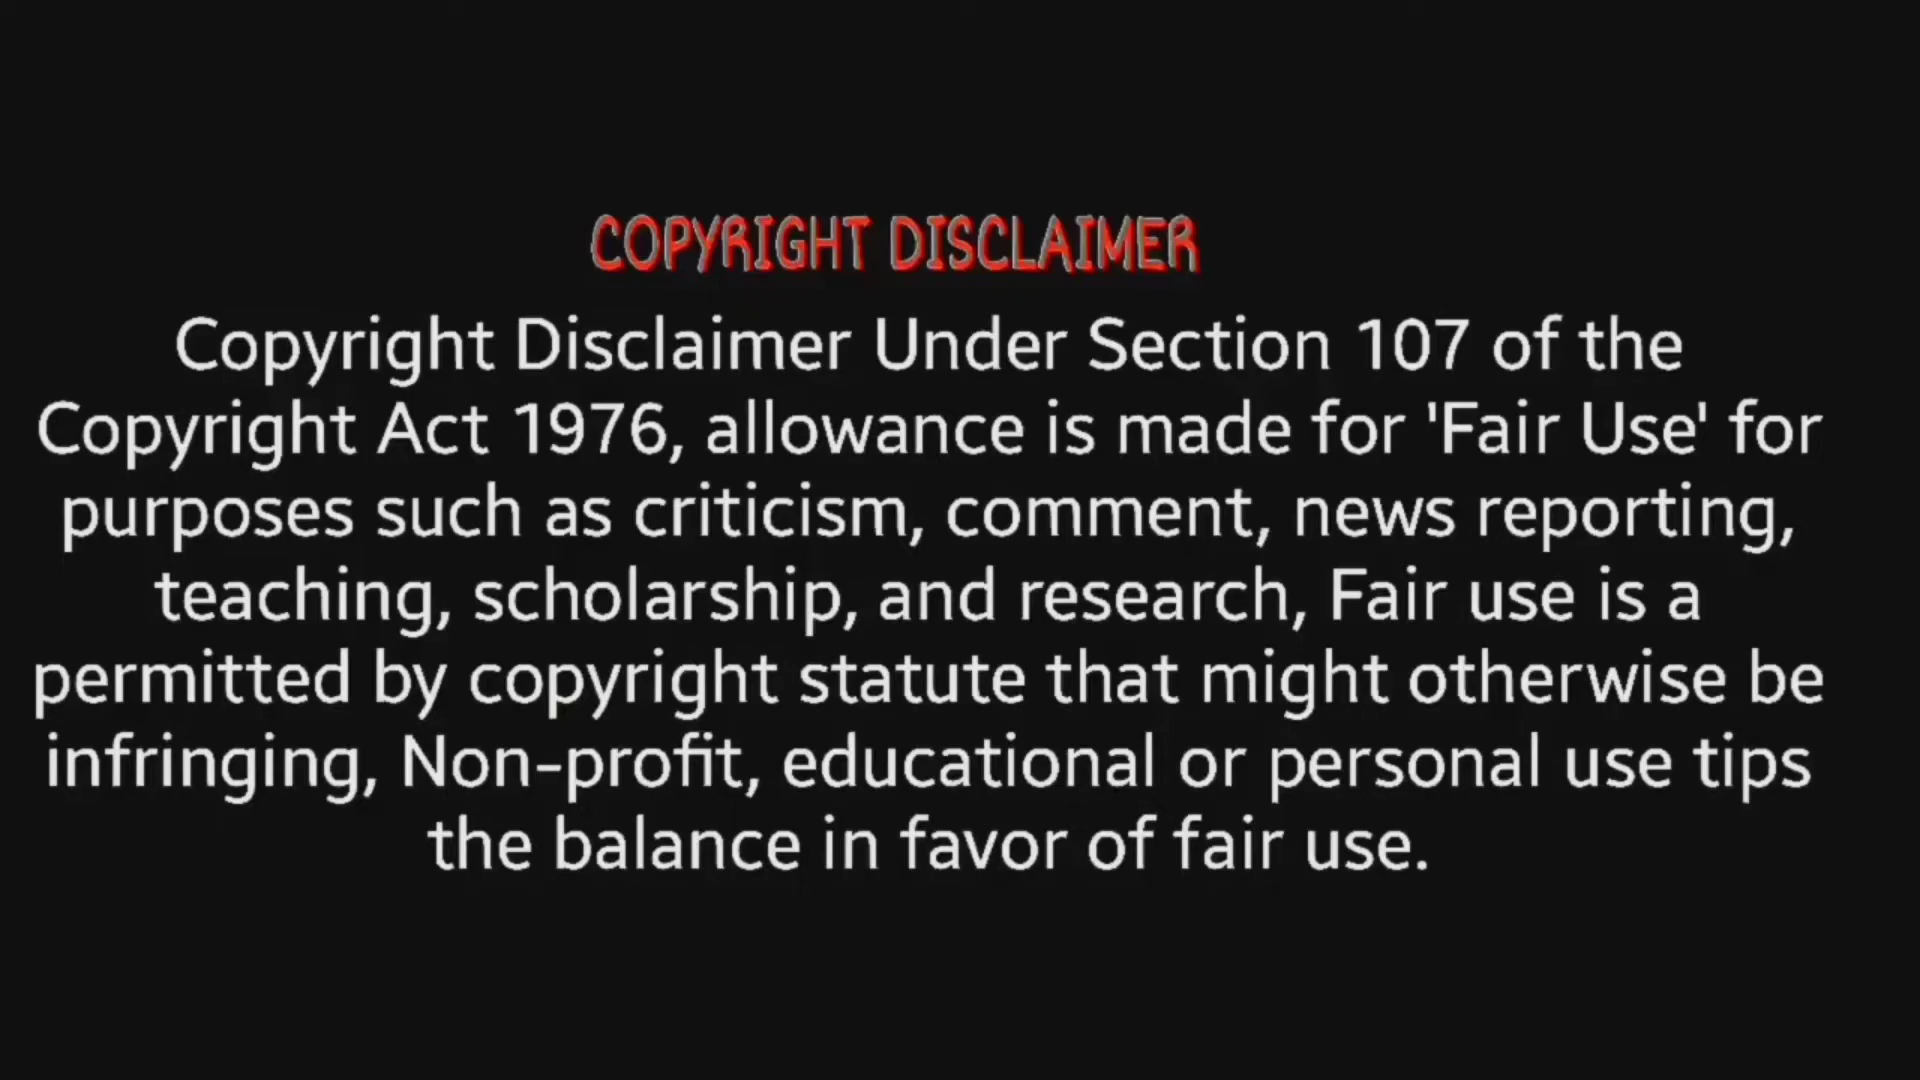 COPYRIGHT DISCLAIMER
Copyright Disclaimer Under Section 107 of the
Copyright Act 1976, allowance is made for 'Fair Use' for
purposes such as criticism, comment, news reporting,
teaching, scholarship, and research, Fair use is a
permitted by copyright statute that might otherwise be
infringing, Non-profit, educational or personal use tips
the balance in favor of fair use.